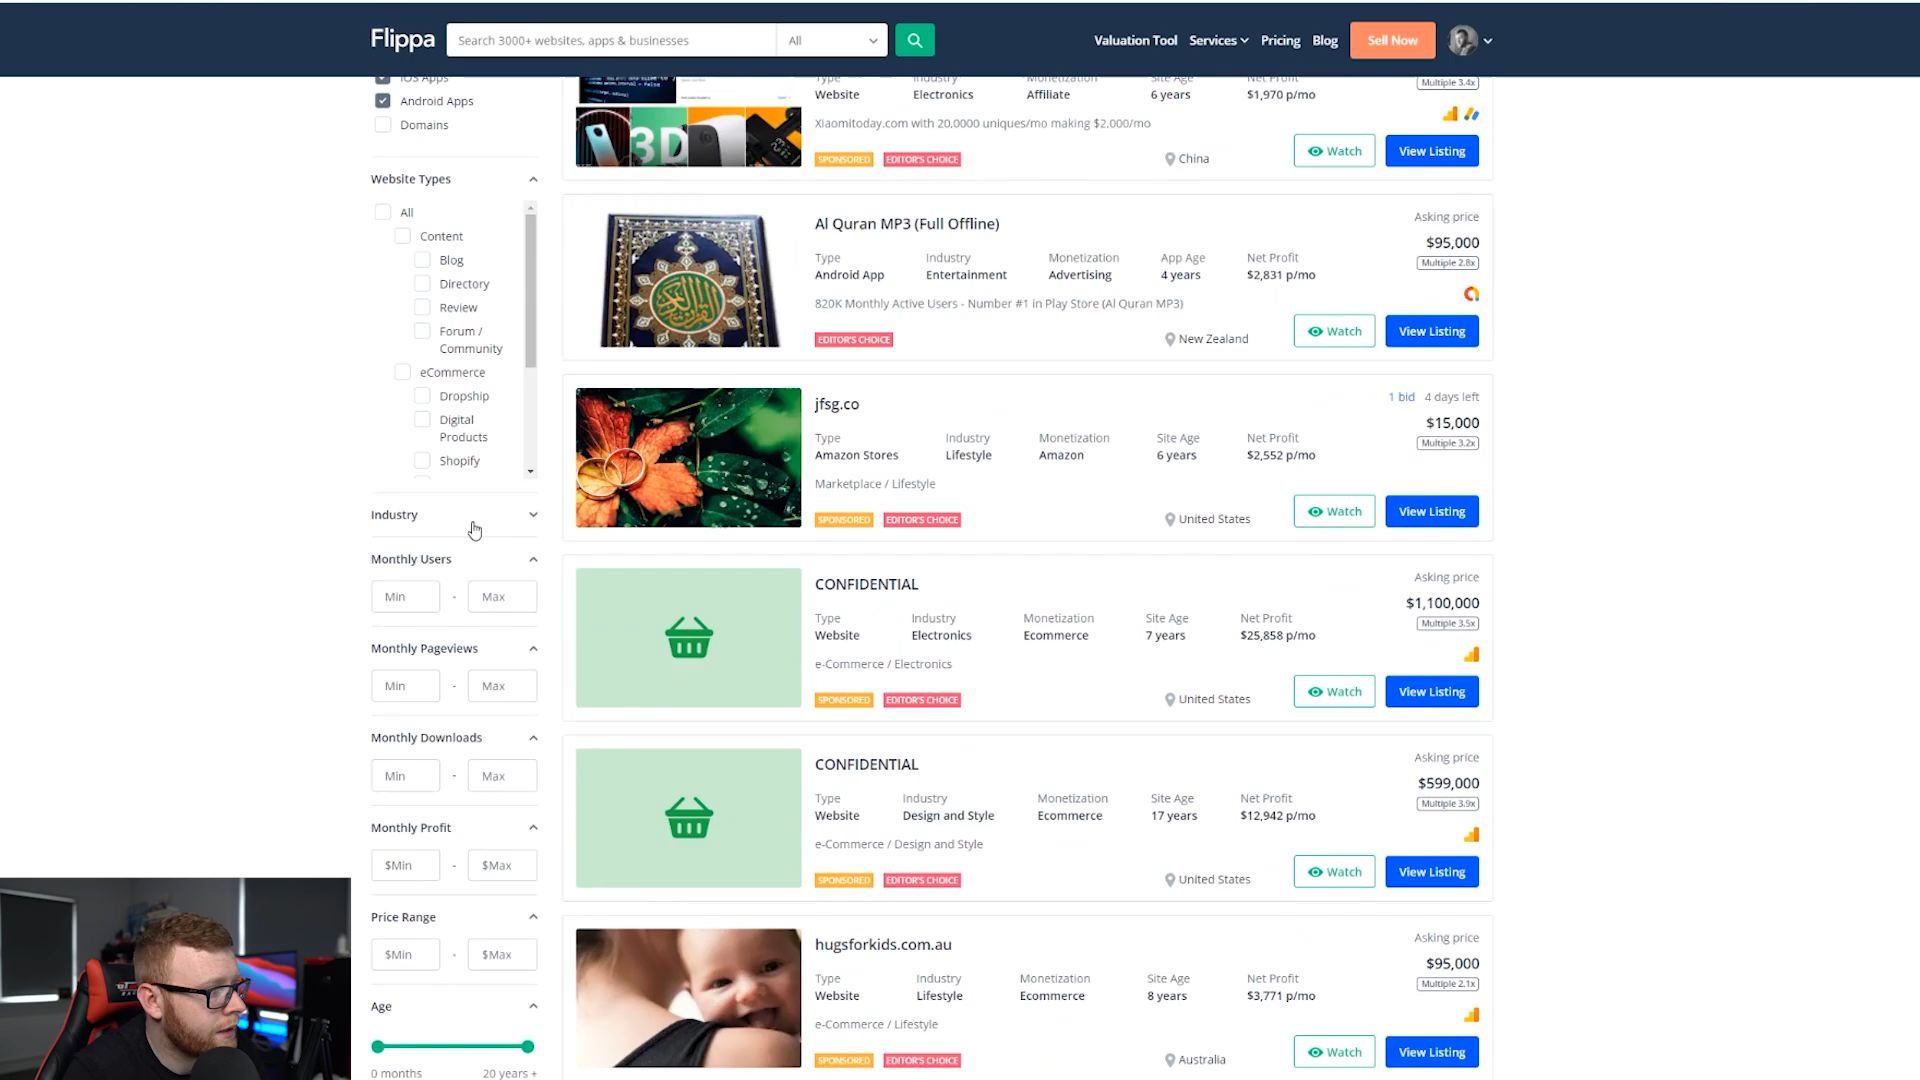 Flippa
Search 3000+ websites, apps & businesses
All
Valuation Tool
Services
Pricing
Blog
Sell Now
iOS Apps
Android Apps
Domains
Website Types
All
Content
Blog
Directory
Review
Forum /
Community
eCommerce
Dropship
Digital
Products
Shopify
Industry
Monthly Users
Min - Max
Monthly Pageviews
Min - Max
Monthly Downloads
Min - Max
Monthly Profit
$Min - $Max
Price Range
$Min - $Max
Age
0 months 20 years +
Type Industry Monetization Site Age Net Profit
Website Electronics Affiliate 6 years $1,970 p/mo
Multiple 3.4x
Xiaomitoday.com with 20,0000 uniques/mo making $2,000/mo
3D
SPONSORED EDITOR'S CHOICE
China
Watch
View Listing
Al Quran MP3 (Full Offline)
Asking price
$95,000
Multiple 2.8x
Type Industry Monetization App Age Net Profit
Android App Entertainment Advertising 4 years $2,831 p/mo
820K Monthly Active Users - Number #1 in Play Store (Al Quran MP3)
EDITOR'S CHOICE
New Zealand
Watch
View Listing
jfsg.co
1 bid 4 days left
$15,000
Multiple 3.2x
Type Industry Monetization Site Age Net Profit
Amazon Stores Lifestyle Amazon 6 years $2,552 p/mo
Marketplace / Lifestyle
SPONSORED EDITOR'S CHOICE
United States
Watch
View Listing
CONFIDENTIAL
Asking price
$1,100,000
Multiple 3.5x
Type Industry Monetization Site Age Net Profit
Website Electronics Ecommerce 7 years $25,858 p/mo
e-Commerce / Electronics
SPONSORED EDITOR'S CHOICE
United States
Watch
View Listing
CONFIDENTIAL
Asking price
$599,000
Multiple 3.9x
Type Industry Monetization Site Age Net Profit
Website Design and Style Ecommerce 17 years $12,942 p/mo
e-Commerce / Design and Style
SPONSORED EDITOR'S CHOICE
United States
Watch
View Listing
hugsforkids.com.au
Asking price
$95,000
Multiple 2.1x
Type Industry Monetization Site Age Net Profit
Website Lifestyle Ecommerce 8 years $3,771 p/mo
e-Commerce / Lifestyle
SPONSORED EDITOR'S CHOICE
Australia
Watch
View Listing